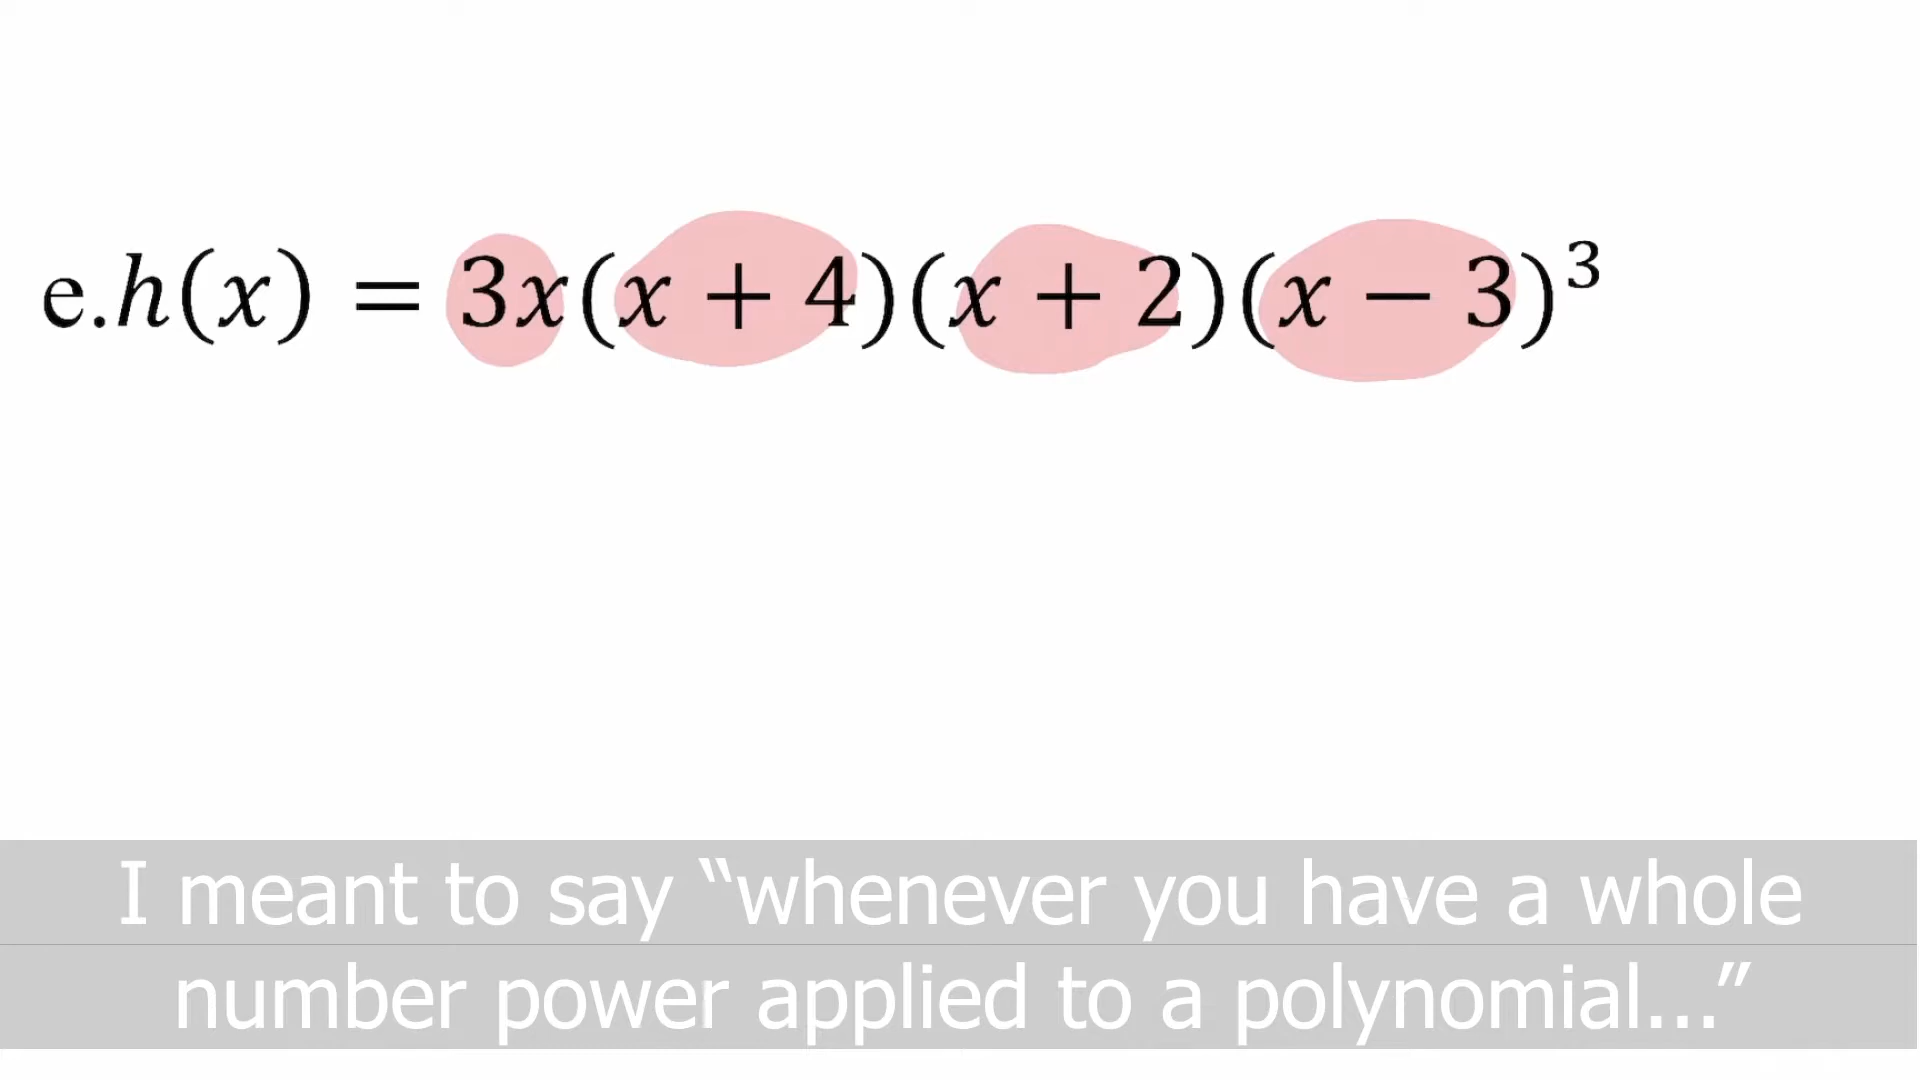 e. h(x) = 3x(x + 4)(x + 2)(x − 3)³
I meant to say “whenever you have a whole
number power applied to a polynomial...”